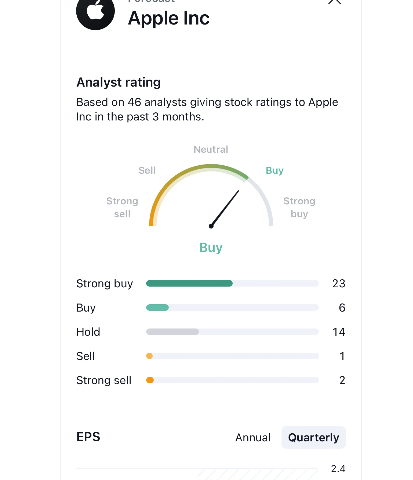 Apple Inc
Analyst rating
Based on 46 analysts giving stock ratings to Apple
Inc in the past 3 months.
Neutral
Sell
Buy
Strong
sell
Strong
buy
Buy
Strong buy 23
Buy 6
Hold 14
Sell 1
Strong sell 2
EPS Annual Quarterly
2.4